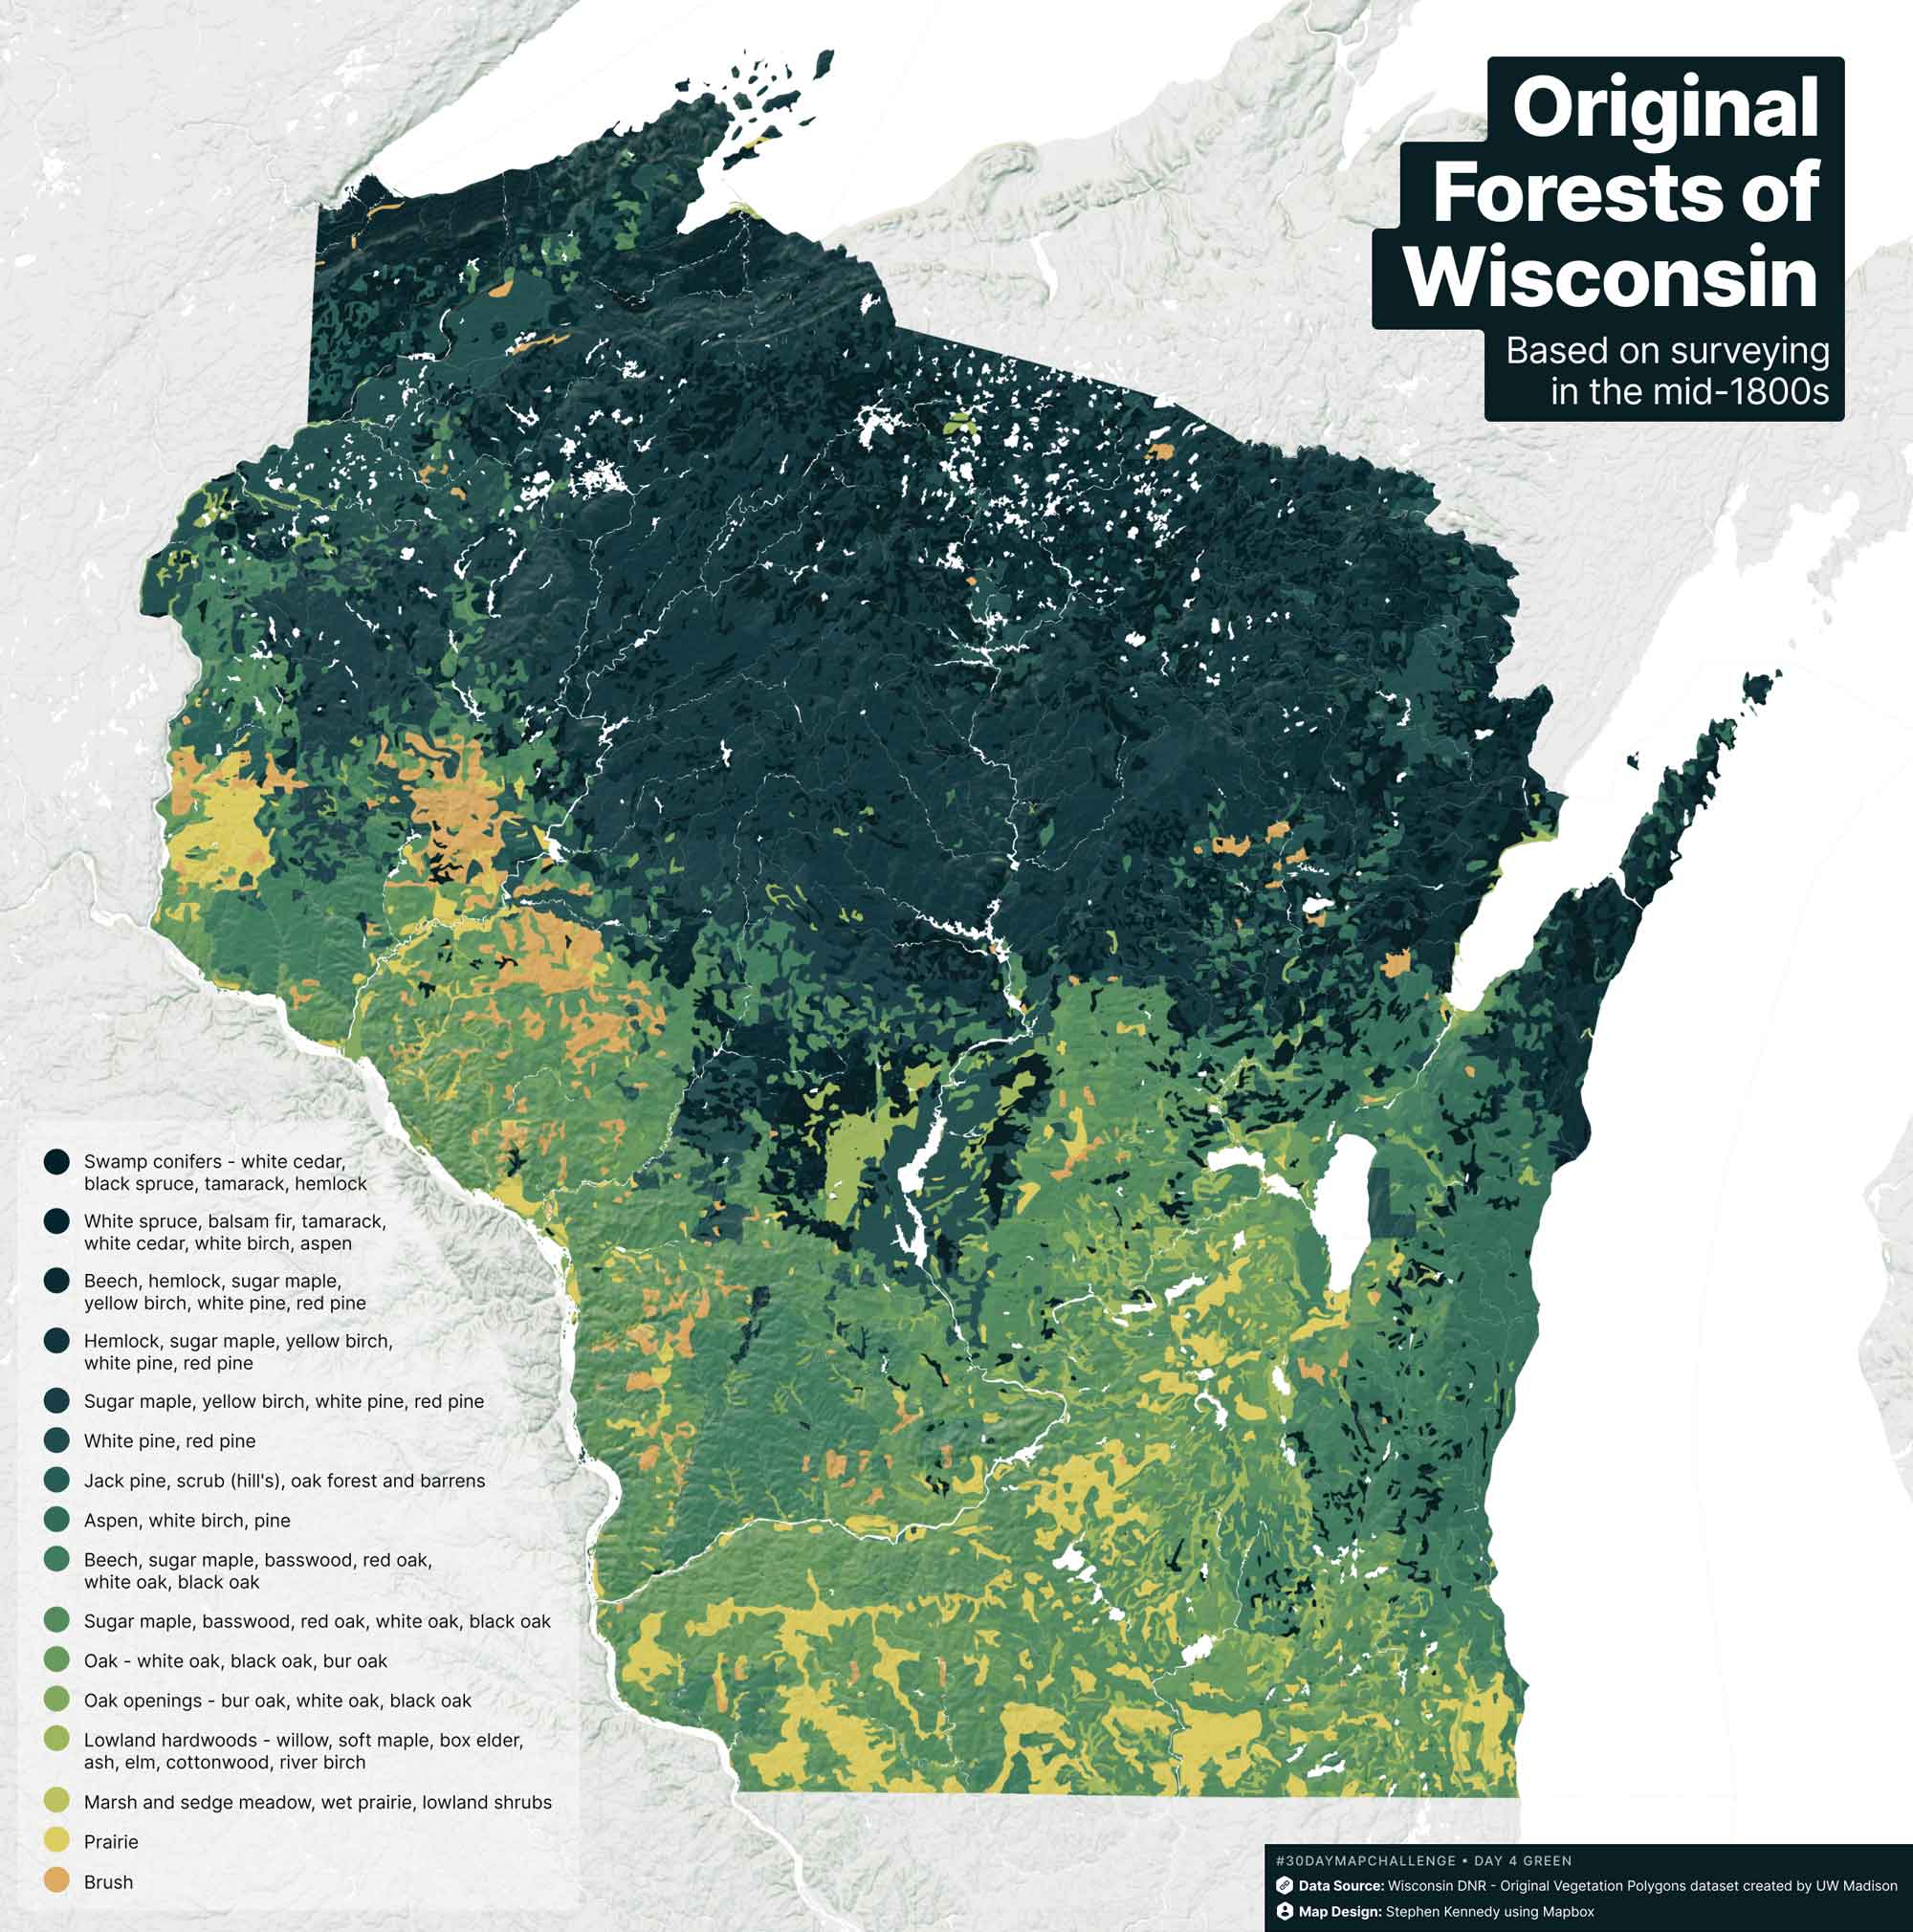 Original
Forests of
Wisconsin
Based on surveying
in the mid-1800s
Swamp conifers - white cedar,
black spruce, tamarack, hemlock
White spruce, balsam fir, tamarack,
white cedar, white birch, aspen
Beech, hemlock, sugar maple,
yellow birch, white pine, red pine
Hemlock, sugar maple, yellow birch,
white pine, red pine
Sugar maple, yellow birch, white pine, red pine
White pine, red pine
Jack pine, scrub (hill's), oak forest and barrens
Aspen, white birch, pine
Beech, sugar maple, basswood, red oak,
white oak, black oak
Sugar maple, basswood, red oak, white oak, black oak
Oak - white oak, black oak, bur oak
Oak openings - bur oak, white oak, black oak
Lowland hardwoods - willow, soft maple, box elder,
ash, elm, cottonwood, river birch
Marsh and sedge meadow, wet prairie, lowland shrubs
Prairie
Brush
#30DAYMAPCHALLENGE • DAY 4 GREEN
Data Source: Wisconsin DNR - Original Vegetation Polygons dataset created by UW Madison
Map Design: Stephen Kennedy using Mapbox